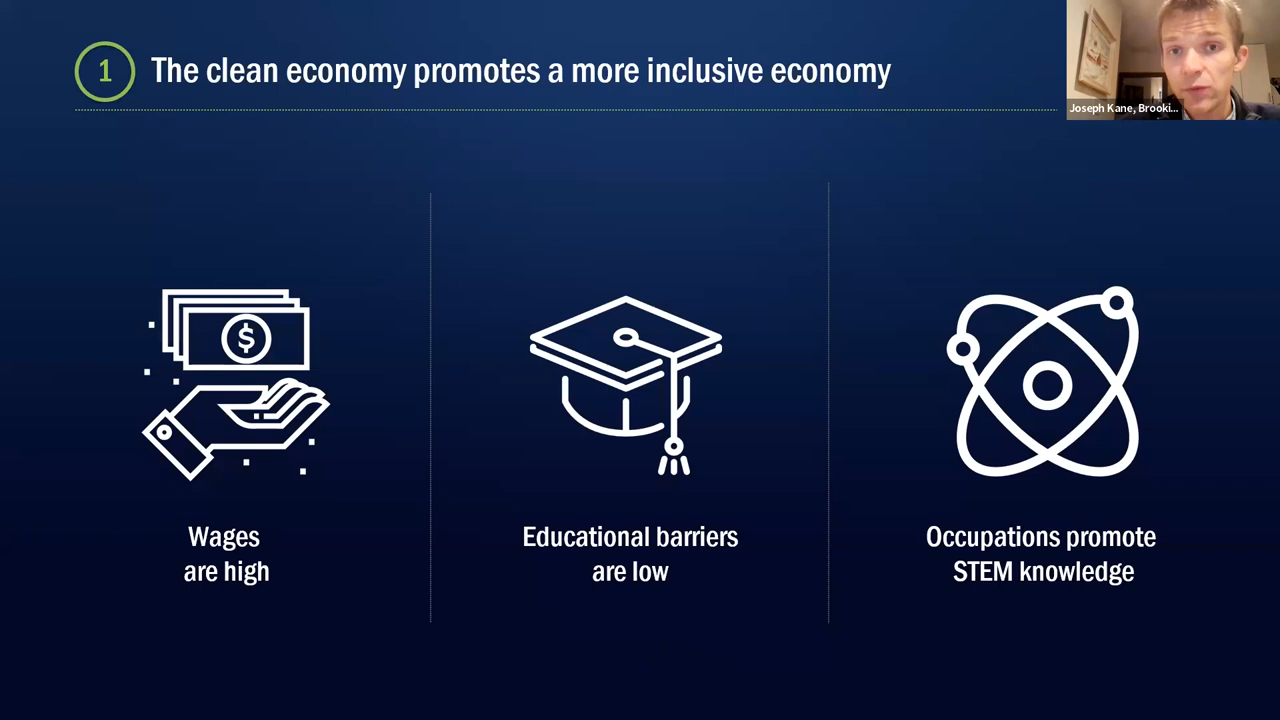 1
The clean economy promotes a more inclusive economy
Joseph Kane, Brooki...
$
Wages
are high
Educational barriers
are low
Occupations promote
STEM knowledge